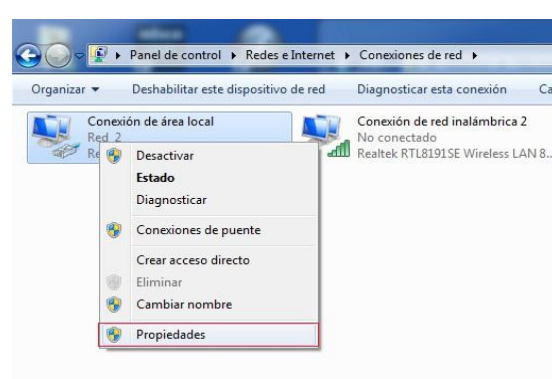 Panel de control ▸ Redes e Internet ▸ Conexiones de red ▸
Organizar ▾ Deshabilitar este dispositivo de red Diagnosticar esta conexión
Conexión de área local
Red 2
Conexión de red inalámbrica 2
No conectado
Realtek RTL8191SE Wireless LAN 8...
Desactivar
Estado
Diagnosticar
Conexiones de puente
Crear acceso directo
Eliminar
Cambiar nombre
Propiedades